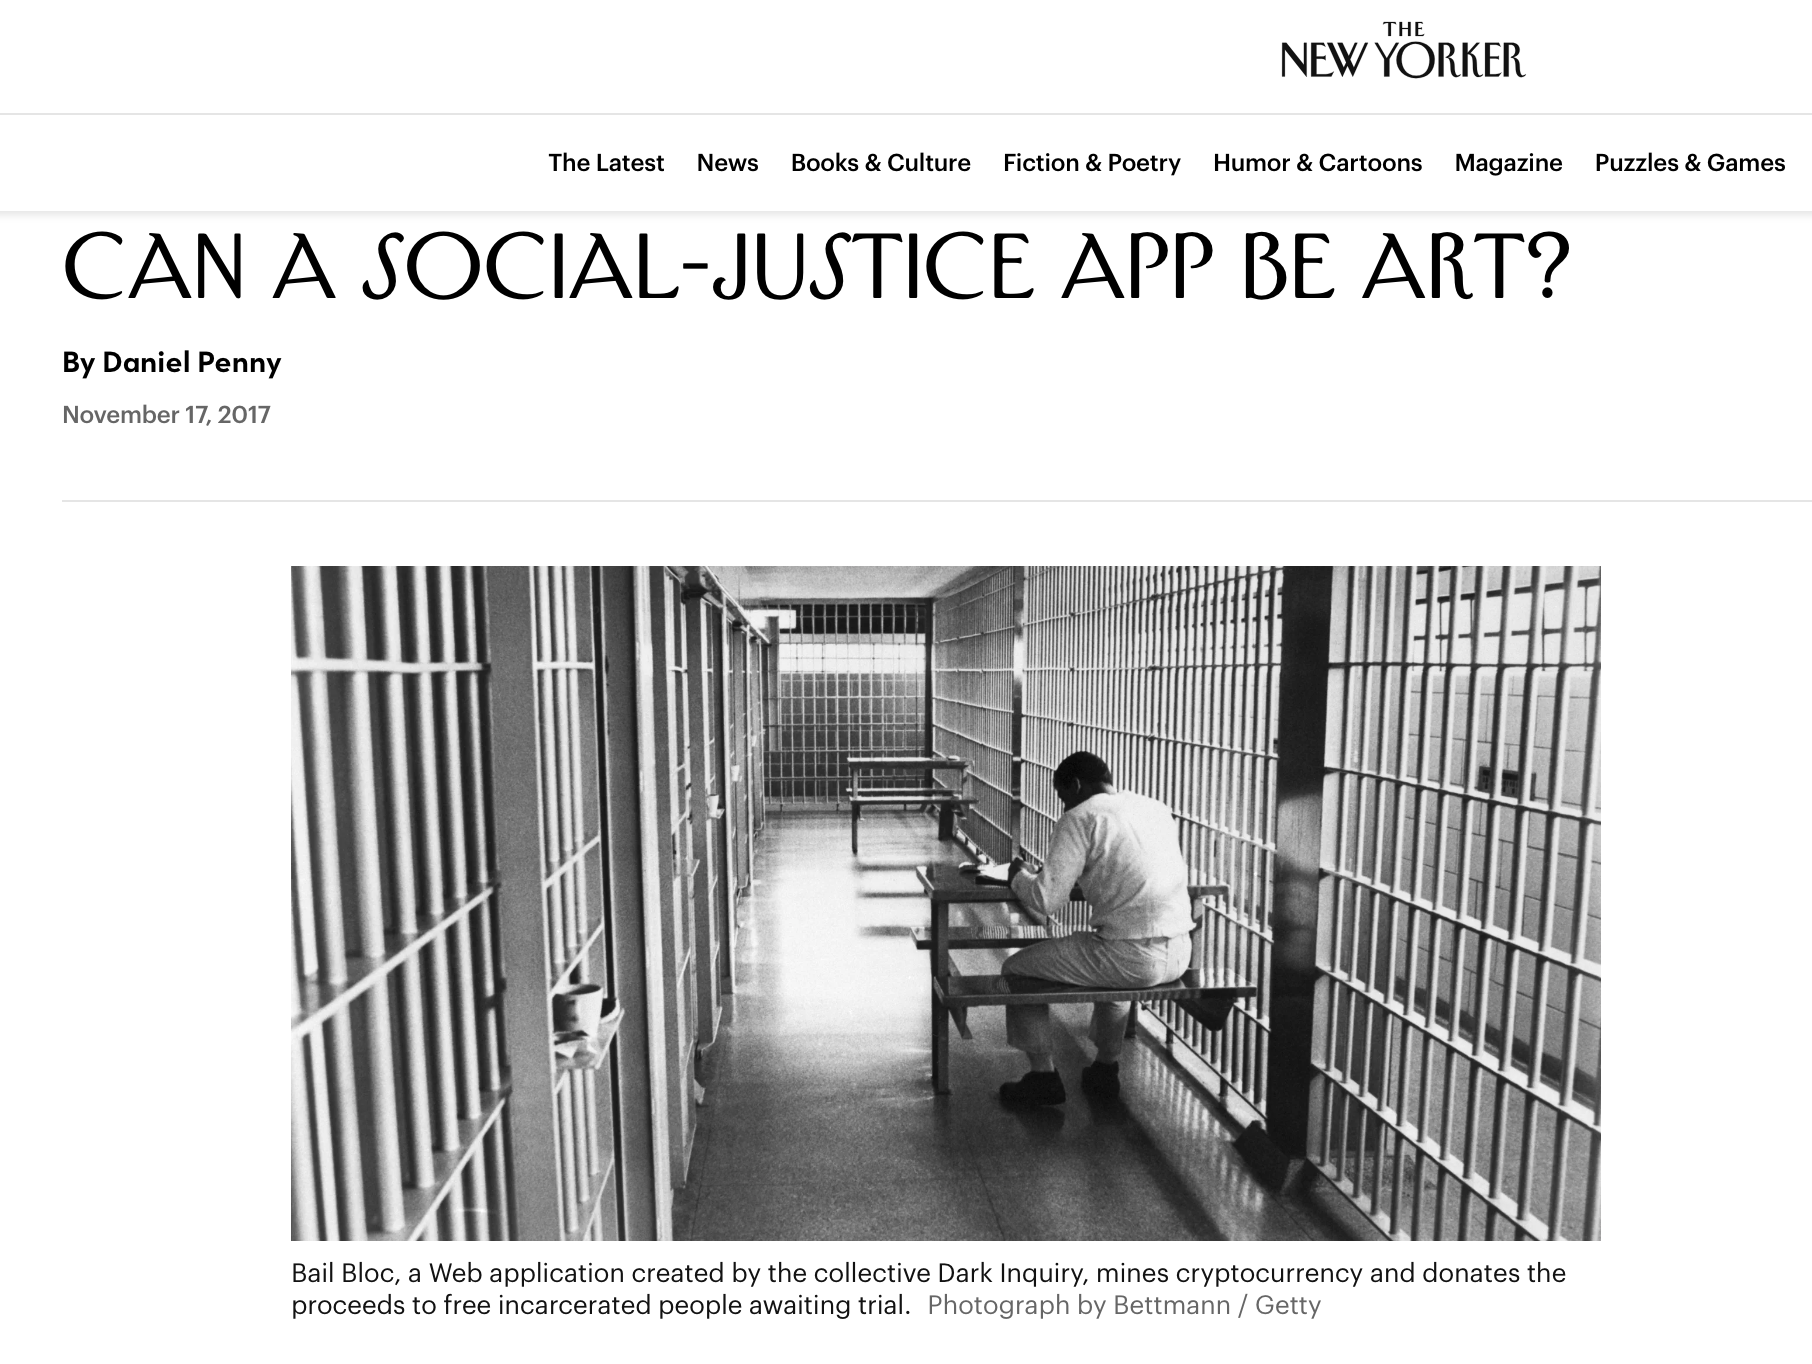 THE
NEW YORKER
The Latest News Books & Culture Fiction & Poetry Humor & Cartoons Magazine Puzzles & Games
CAN A SOCIAL-JUSTICE APP BE ART?
By Daniel Penny
November 17, 2017
Bail Bloc, a Web application created by the collective Dark Inquiry, mines cryptocurrency and donates the
proceeds to free incarcerated people awaiting trial. Photograph by Bettmann / Getty